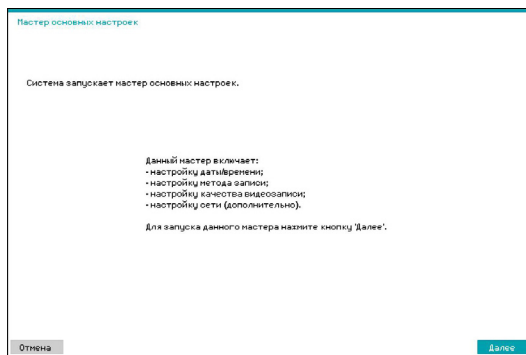 Мастер основных настроек
Система запускает мастер основных настроек.
Данный мастер включает:
- настройку даты/времени;
- настройку метода записи;
- настройку качества видеозаписи;
- настройку сети (дополнительно).
Для запуска данного мастера нажмите кнопку 'Далее'.
Отмена
Далее